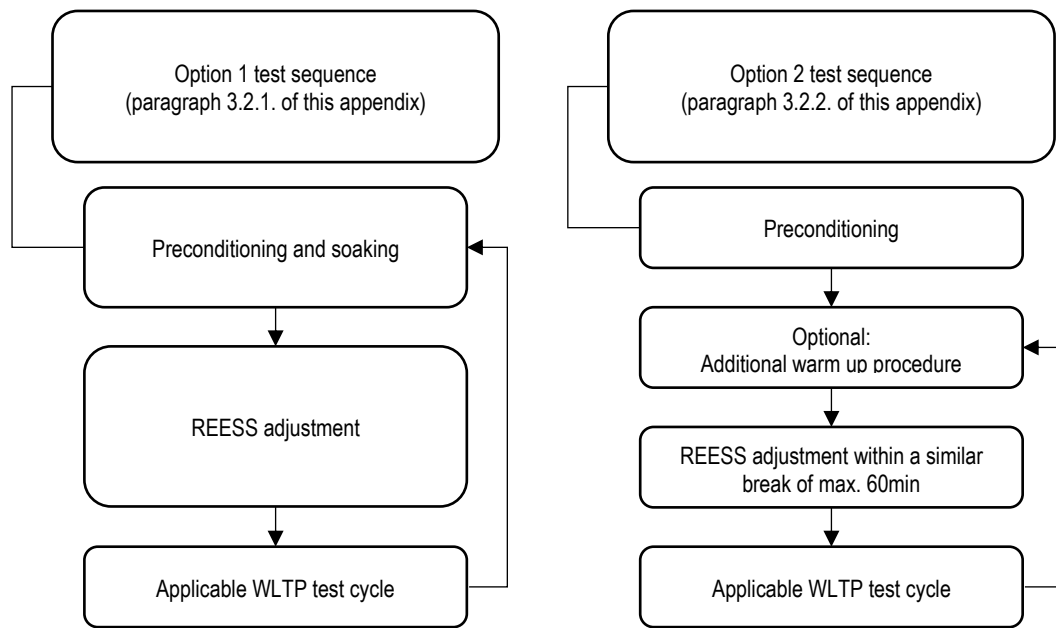 Option 1 test sequence
(paragraph 3.2.1. of this appendix)
Preconditioning and soaking
REESS adjustment
Applicable WLTP test cycle
Option 2 test sequence
(paragraph 3.2.2. of this appendix)
Preconditioning
Optional:
Additional warm up procedure
REESS adjustment within a similar
break of max. 60min
Applicable WLTP test cycle